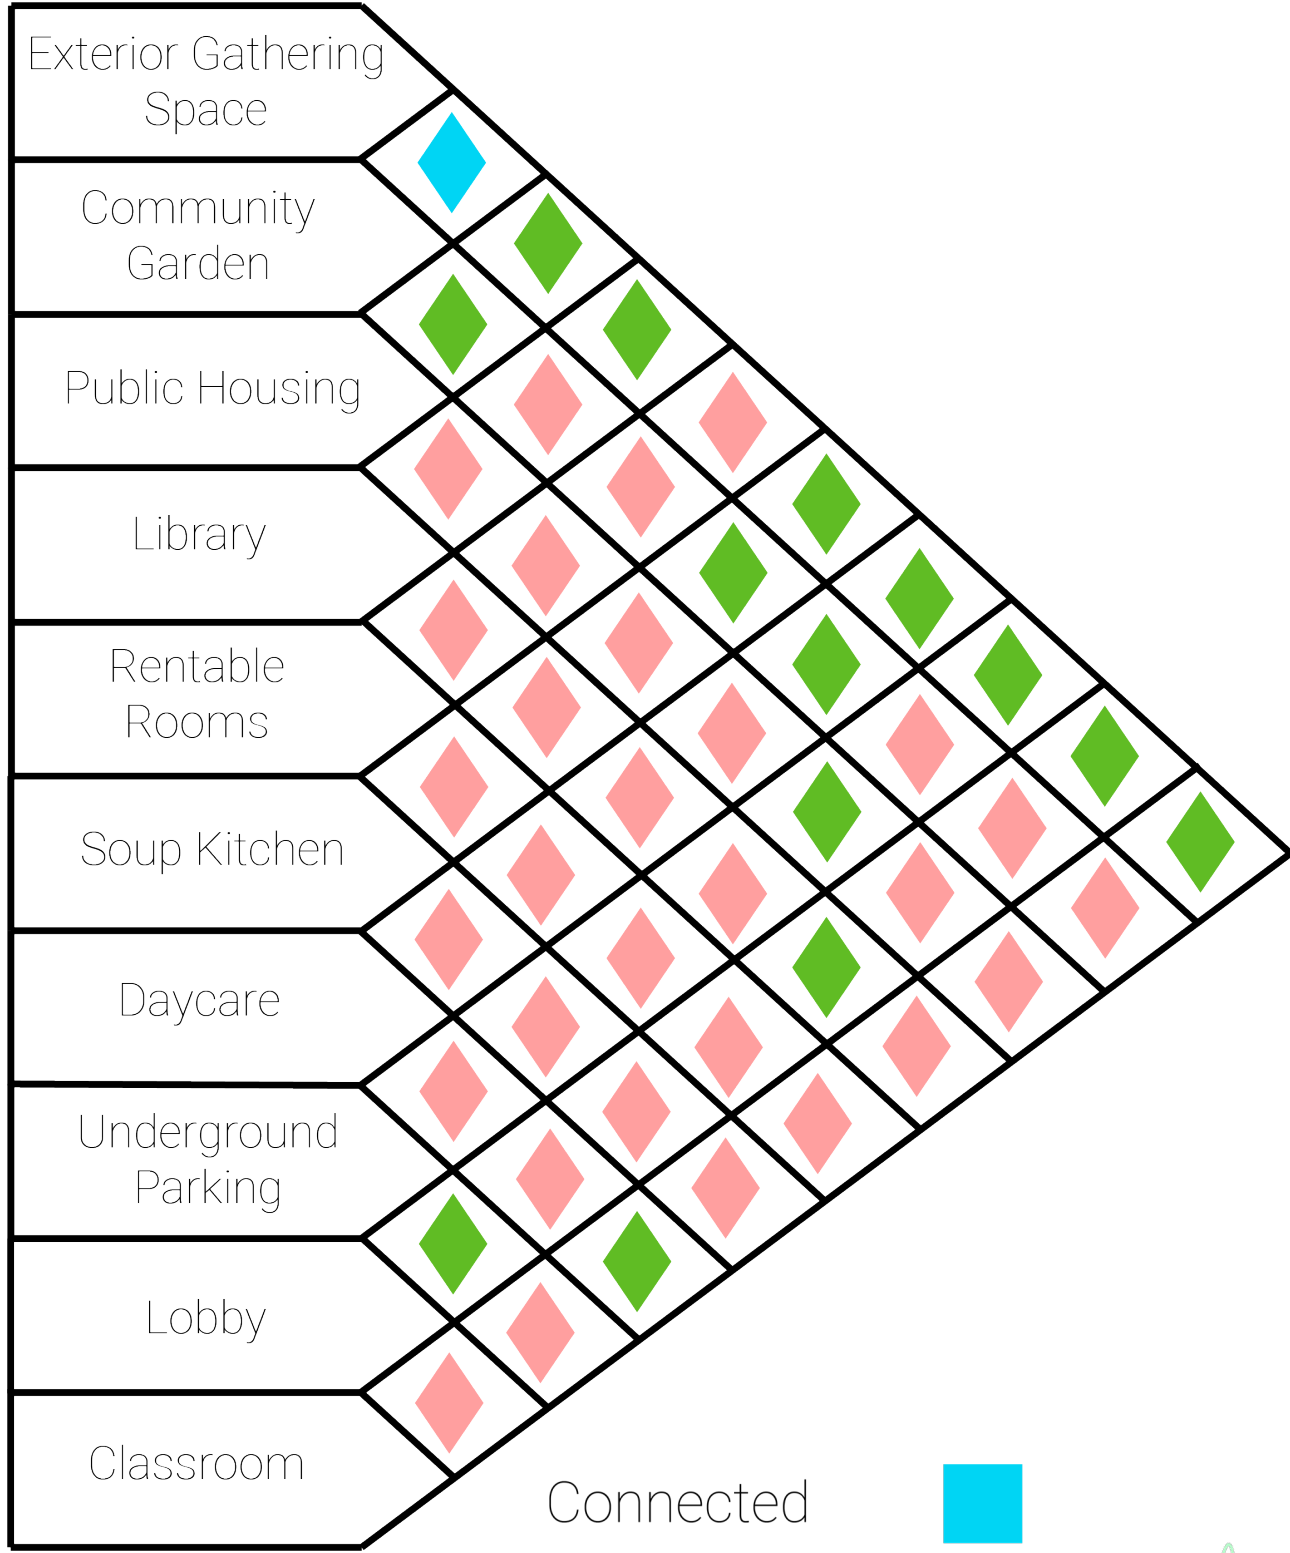 Exterior Gathering
Space
Community
Garden
Public Housing
Library
Rentable
Rooms
Soup Kitchen
Daycare
Underground
Parking
Lobby
Classroom
Connected